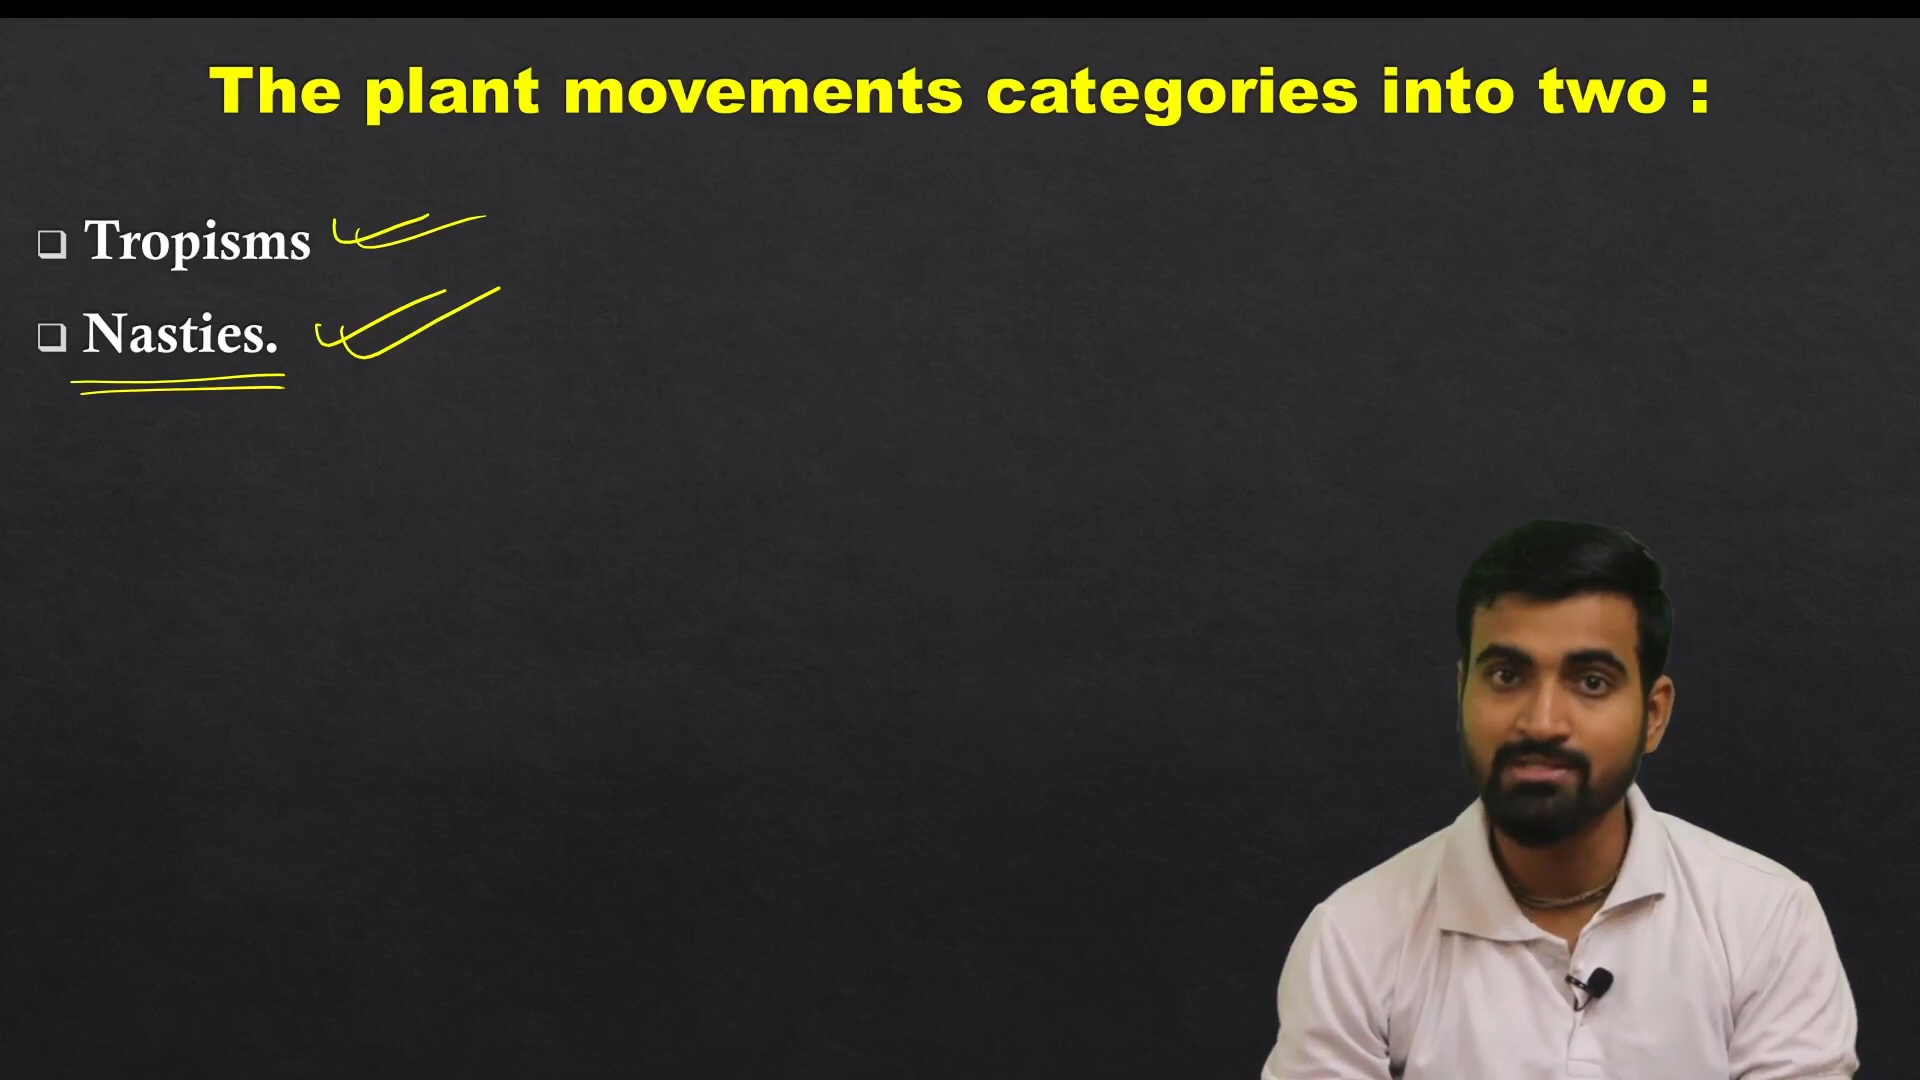 The plant movements categories into two :
Tropisms
Nasties.